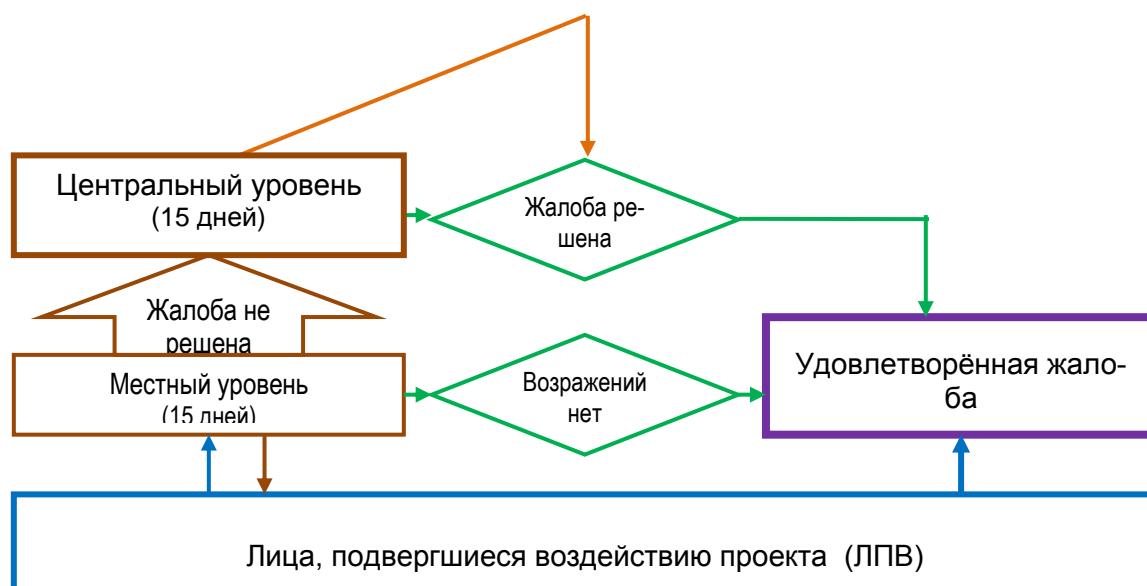 Центральный уровень
(15 дней)
Жалоба ре-
шена
Жалоба не
решена
Местный уровень
(15 дней)
Возражений
нет
Удовлетворённая жало-
ба
Лица, подвергшиеся воздействию проекта (ЛПВ)